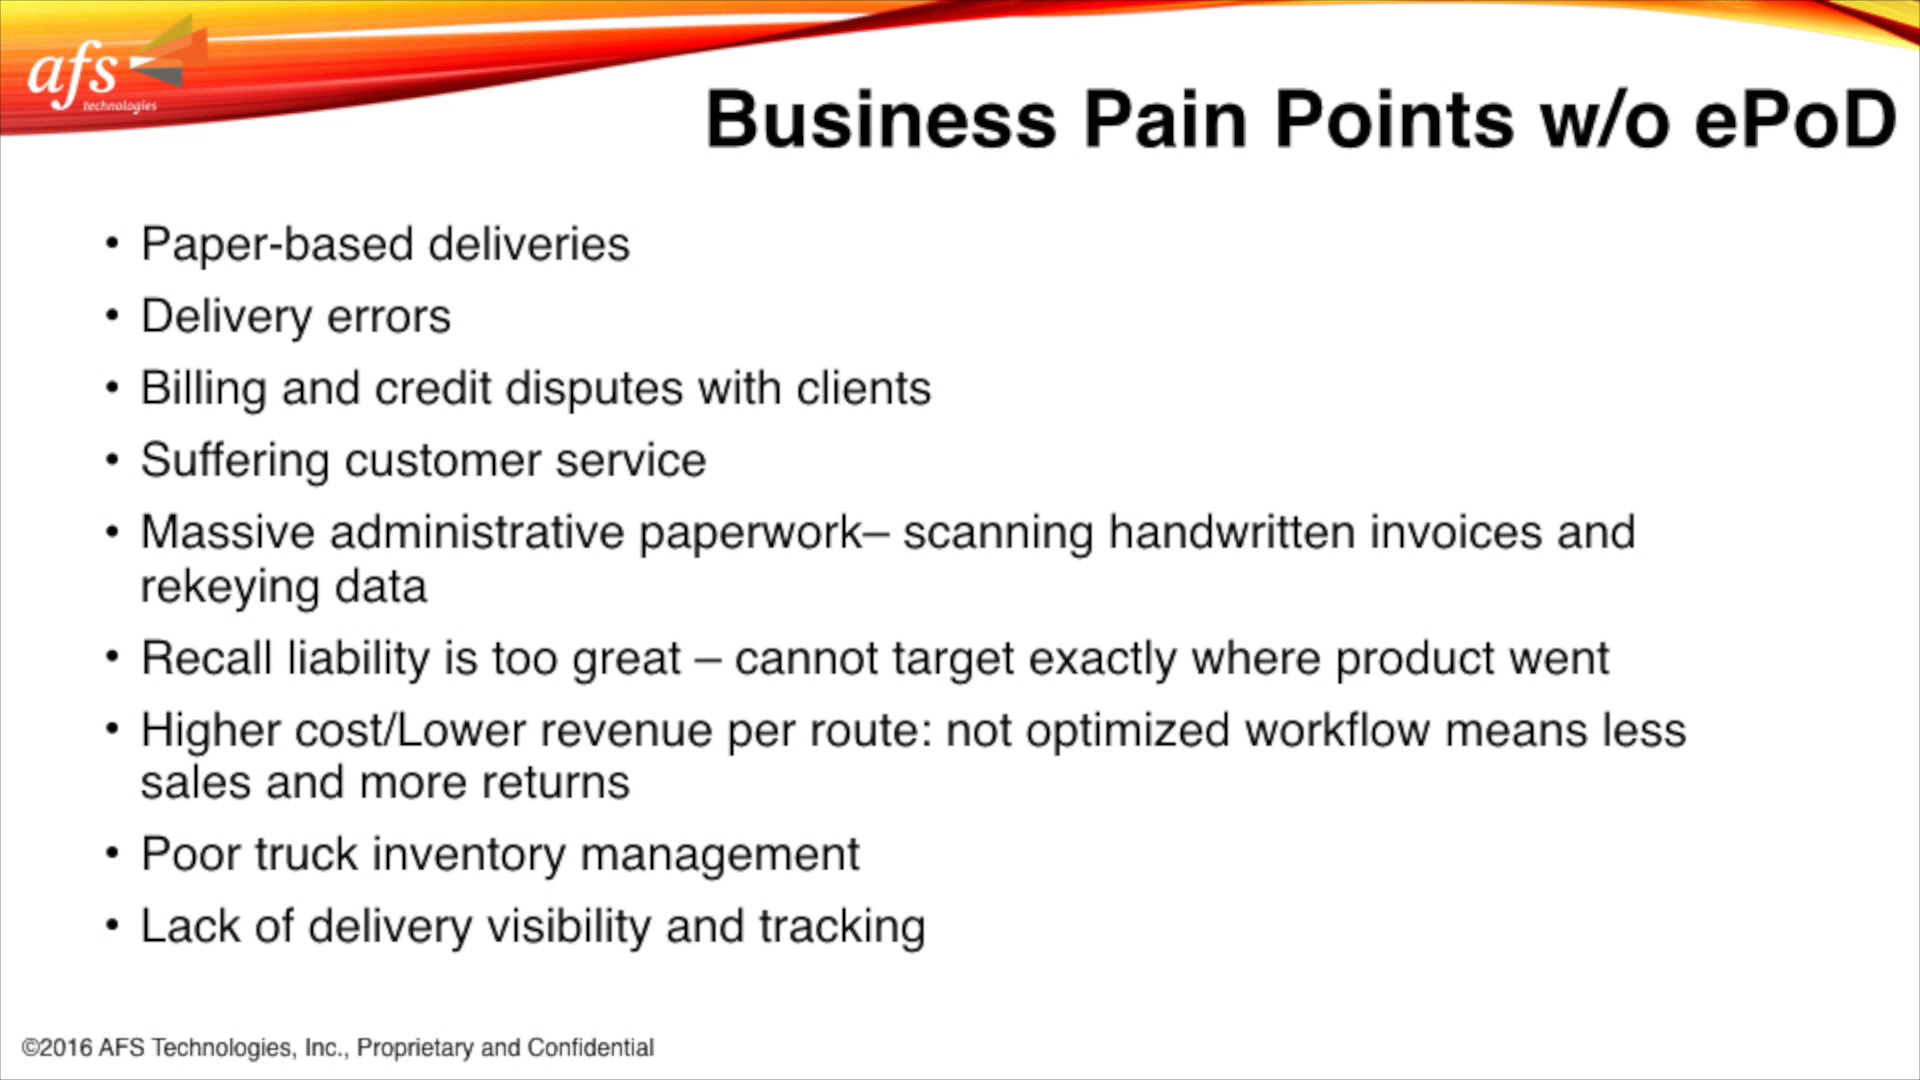 afs
technologies
Business Pain Points w/o ePoD
• Paper-based deliveries
• Delivery errors
• Billing and credit disputes with clients
• Suffering customer service
• Massive administrative paperwork– scanning handwritten invoices and
rekeying data
• Recall liability is too great – cannot target exactly where product went
• Higher cost/Lower revenue per route: not optimized workflow means less
sales and more returns
• Poor truck inventory management
• Lack of delivery visibility and tracking
©2016 AFS Technologies, Inc., Proprietary and Confidential